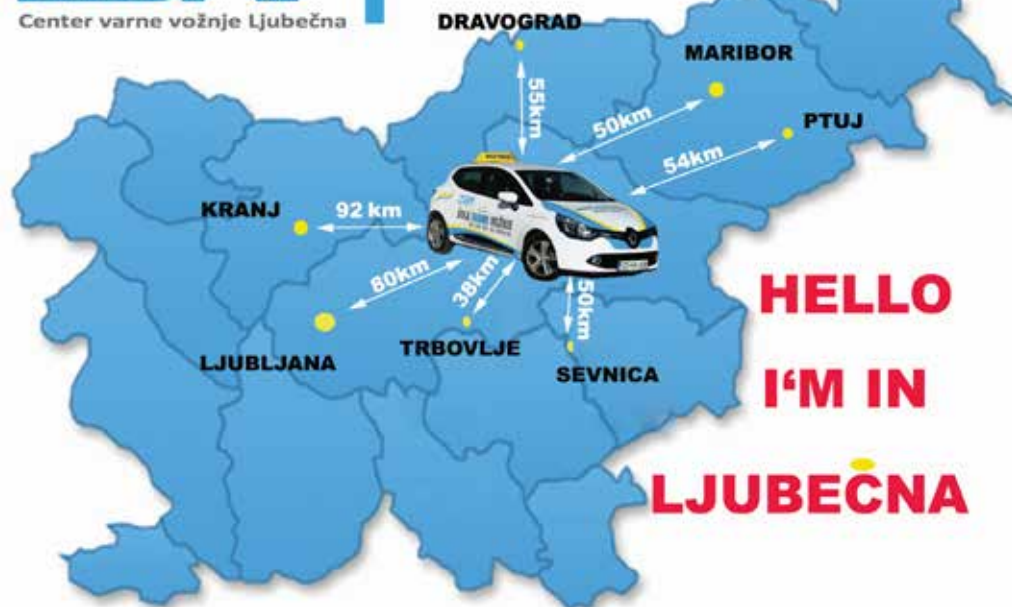 Center varne vožnje Ljubečna
DRAVOGRAD
MARIBOR
PTUJ
55km
50km
54km
KRANJ
92 km
80km
38km
50km
LJUBLJANA
TRBOVLJE
SEVNICA
HELLO
I'M IN
LJUBEČNA